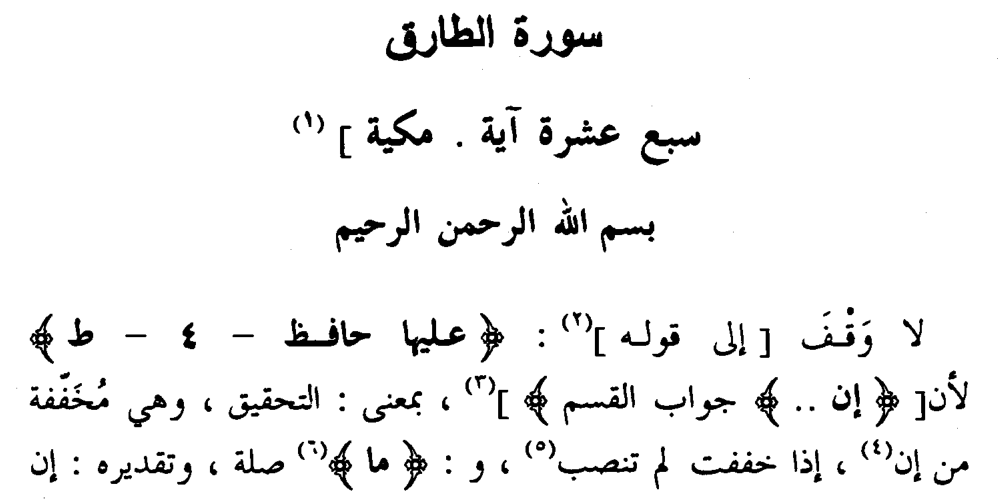 سورة الطارق
سبع عشرة آية . مكية ] (١)
بسم الله الرحمن الرحيم
لا وَقْفَ [ إلى قوله ](٢) : ﴿ عليها حافظ – ٤ – ط ﴾
لأن[ ﴿ إن .. ﴾ جواب القسم ﴾ ](٣) ، بمعنى : التحقيق ، وهي مُخَفّفة
من إن(٤) ، إذا خففت لم تنصب(٥) ، و : ﴿ ما ﴾(٦) صلة ، وتقديره : إن